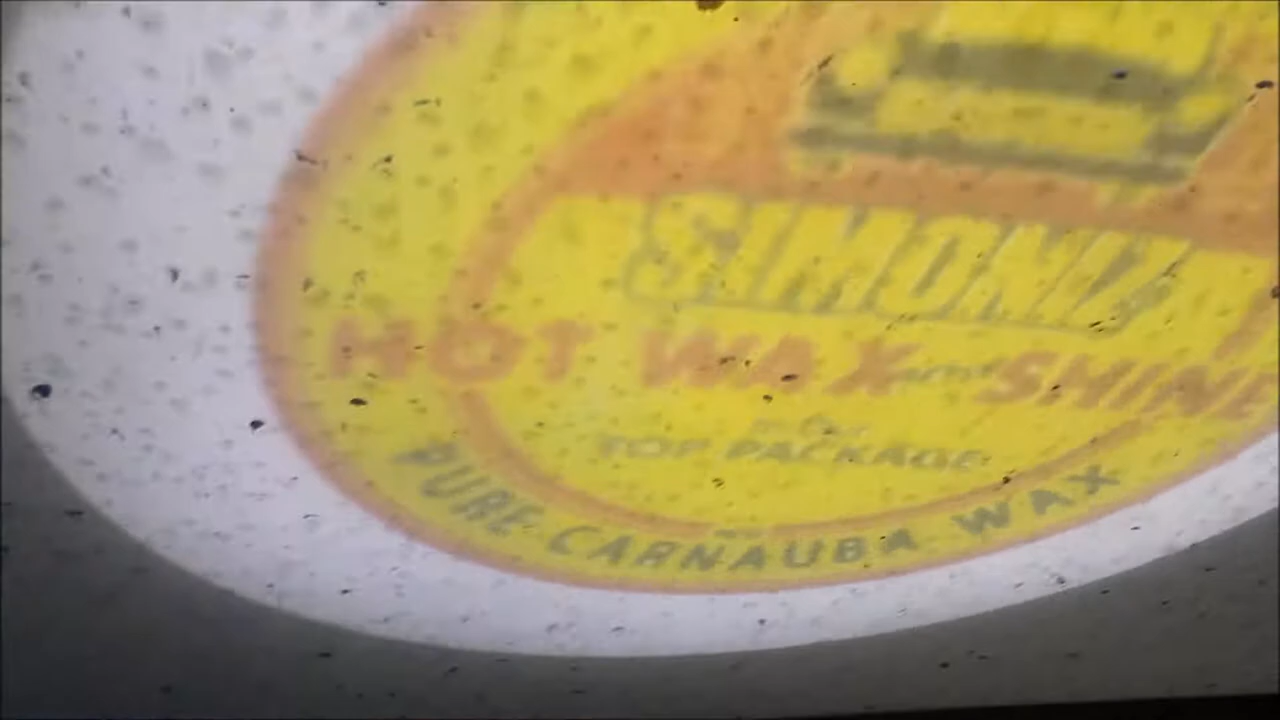 SIMONIZ
HOT WAX and SHINE
TOP PACKAGE
PURE CARNAUBA WAX